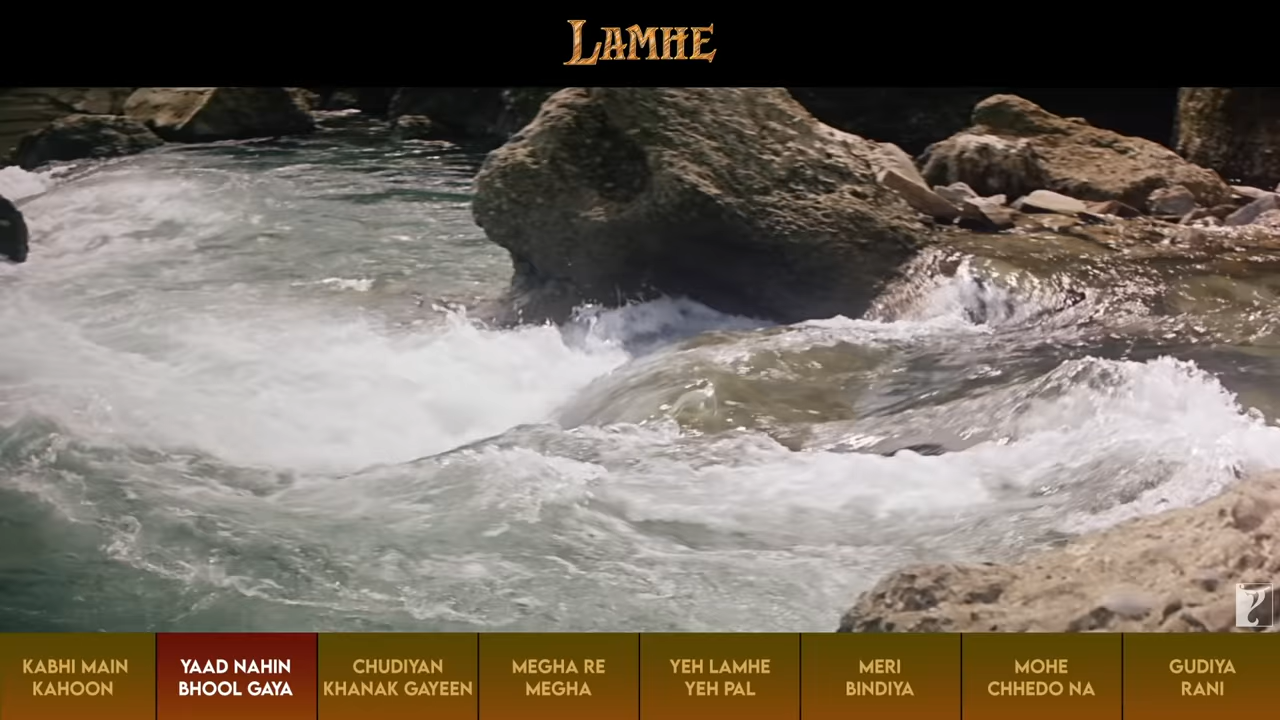 LAMHE
KABHI MAIN
KAHOON
YAAD NAHIN
BHOOL GAYA
CHUDIYAN
KHANAK GAYEEN
MEGHA RE
MEGHA
YEH LAMHE
YEH PAL
MERI
BINDIYA
MOHE
CHHEDO NA
GUDIYA
RANI